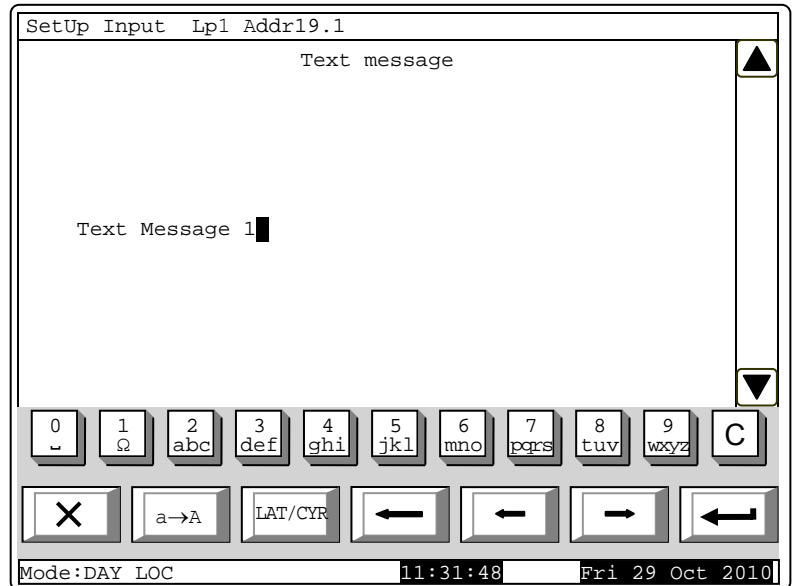 SetUp Input Lp1 Addr19.1
Text message
Text Message 1
0 1 2 3 4 5 6 7 8 9 C
␣ Ω abc def ghi jkl mno pqrs tuv wxyz
a→A LAT/CYR
Mode:DAY LOC 11:31:48 Fri 29 Oct 2010